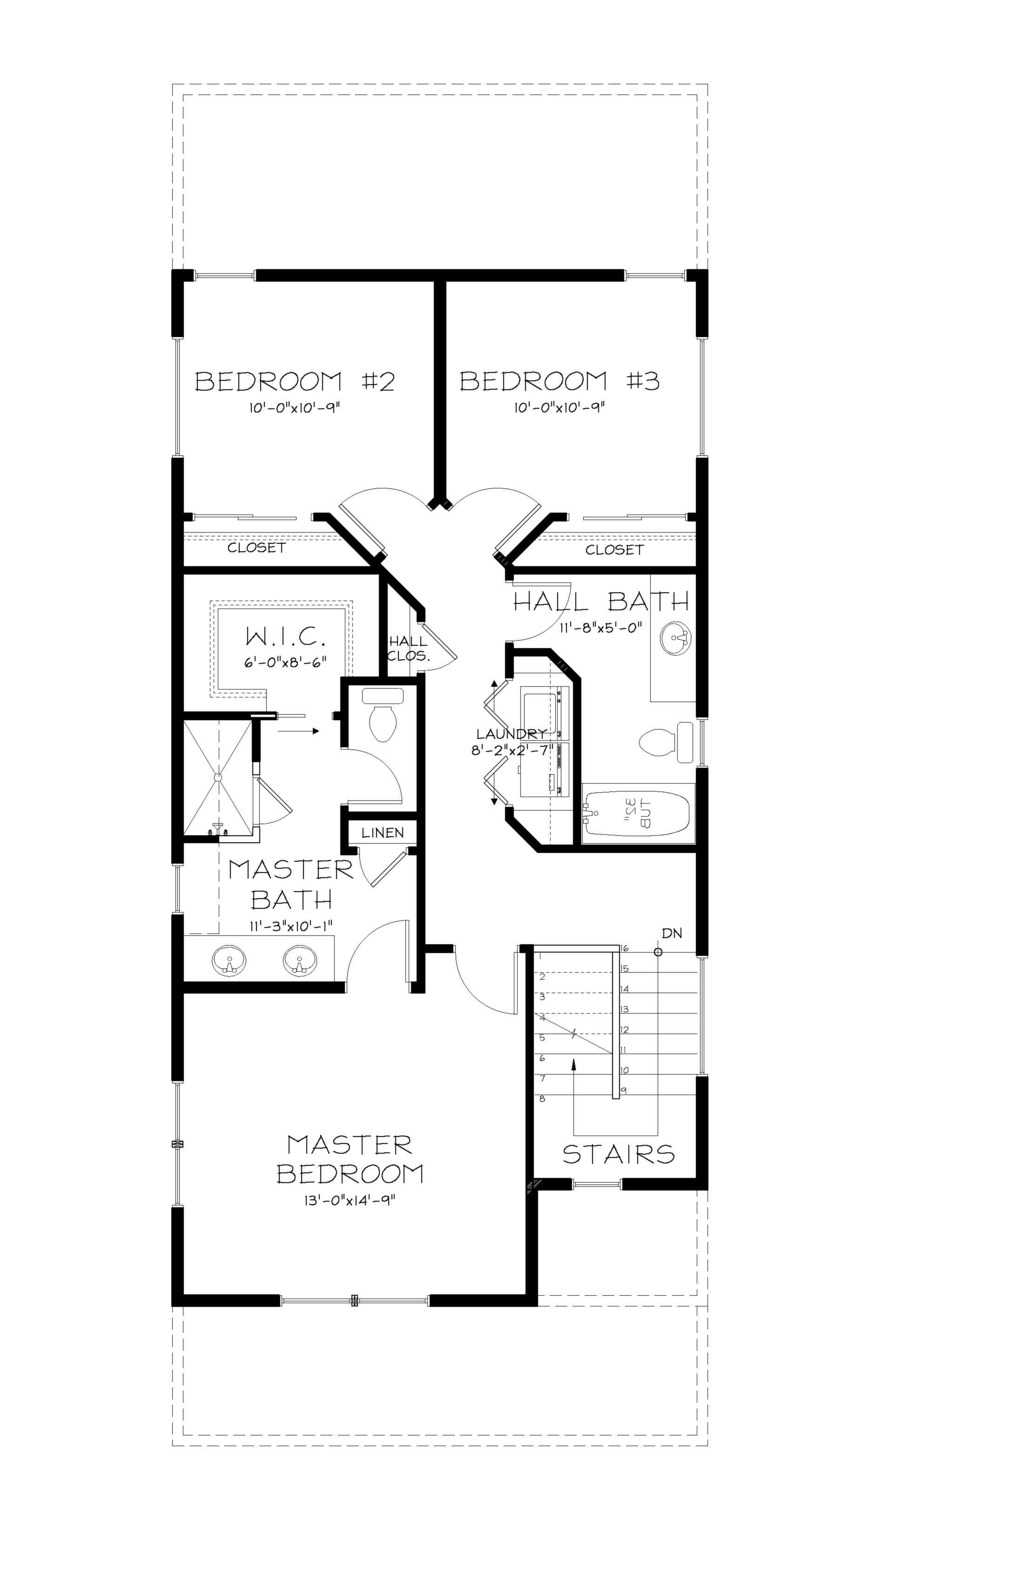 BEDROOM #2
10'-0"x10'-9"
BEDROOM #3
10'-0"x10'-9"
CLOSET
CLOSET
HALL BATH
11'-8"x5'-0"
W.I.C.
6'-0"x8'-6"
HALL
CLOS.
LAUNDRY
8'-2"x2'-7"
32"
TUB
LINEN
MASTER
BATH
11'-3"x10'-1"
DN
1
2
3
4
5
6
7
8
16
15
14
13
12
11
10
9
STAIRS
MASTER
BEDROOM
13'-0"x14'-9"